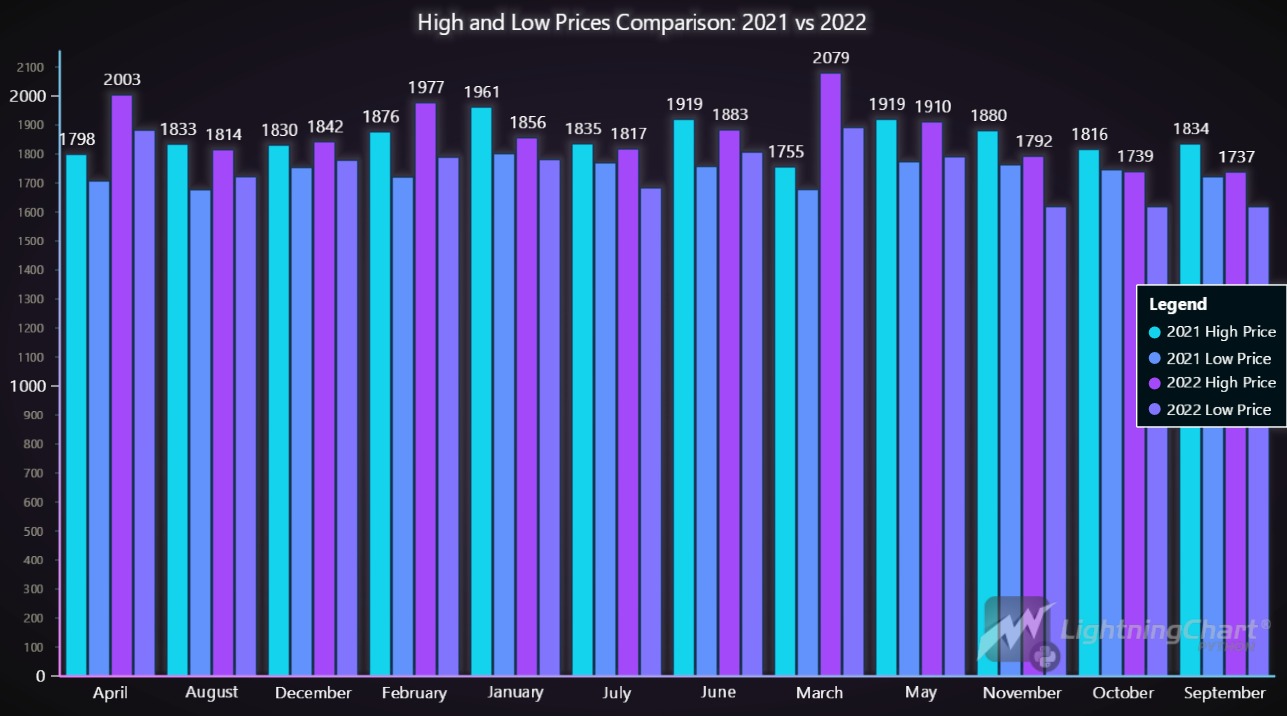 High and Low Prices Comparison: 2021 vs 2022
2100
2000
1900
1800
1700
1600
1500
1400
1300
1200
1100
1000
900
800
700
600
500
400
300
200
100
0
1798 2003 1833 1814 1830 1842 1876 1977 1961 1856 1835 1817 1919 1883 1755 2079 1919 1910 1880 1792 1816 1739 1834 1737
Legend
2021 High Price
2021 Low Price
2022 High Price
2022 Low Price
LightningChart®
April August December February January July June March May November October September